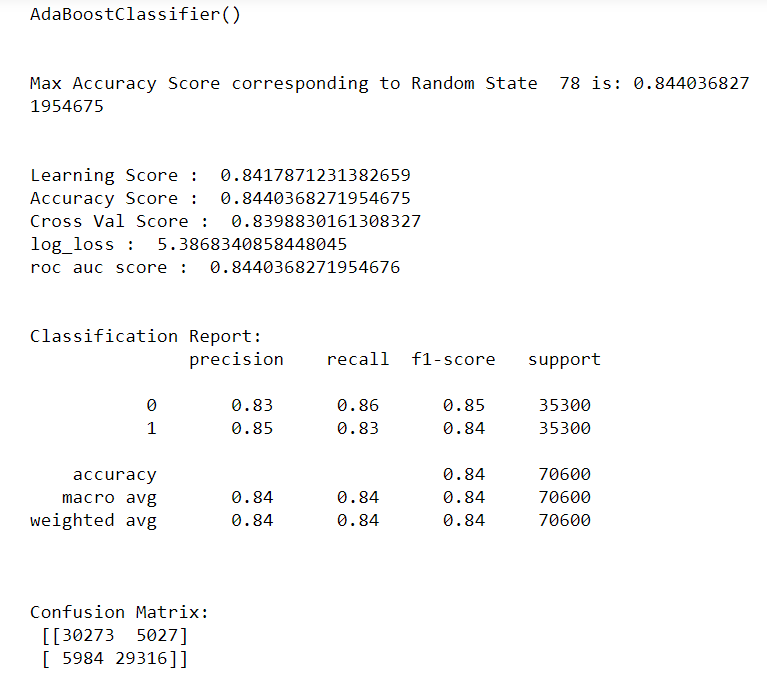 AdaBoostClassifier()
Max Accuracy Score corresponding to Random State  78 is: 0.844036827
1954675
Learning Score :  0.8417871231382659
Accuracy Score :  0.8440368271954675
Cross Val Score :  0.8398830161308327
log_loss :  5.3868340858448045
roc auc score :  0.8440368271954676
Classification Report:
precision    recall  f1-score   support
0       0.83      0.86      0.85     35300
1       0.85      0.83      0.84     35300
accuracy                           0.84     70600
macro avg       0.84      0.84      0.84     70600
weighted avg       0.84      0.84      0.84     70600
Confusion Matrix:
[[30273  5027]
[ 5984 29316]]